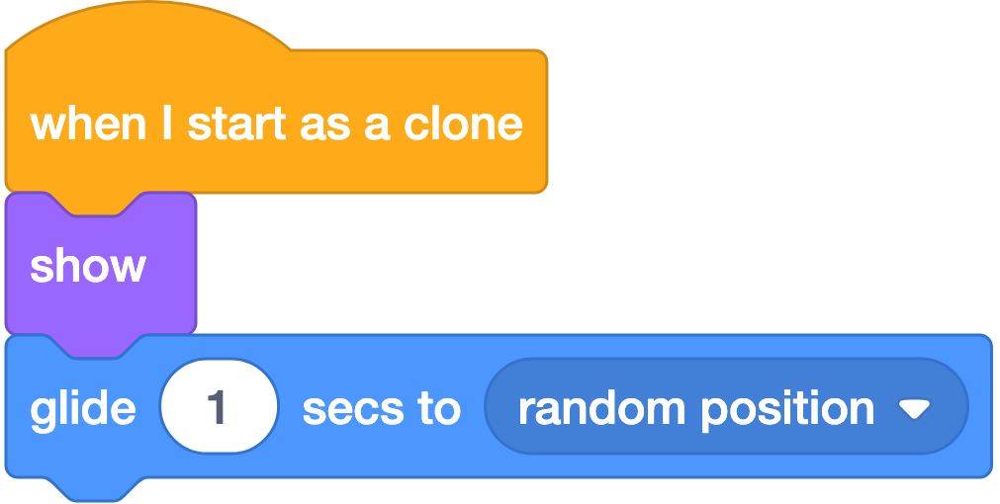 when I start as a clone
show
glide 1 secs to random position